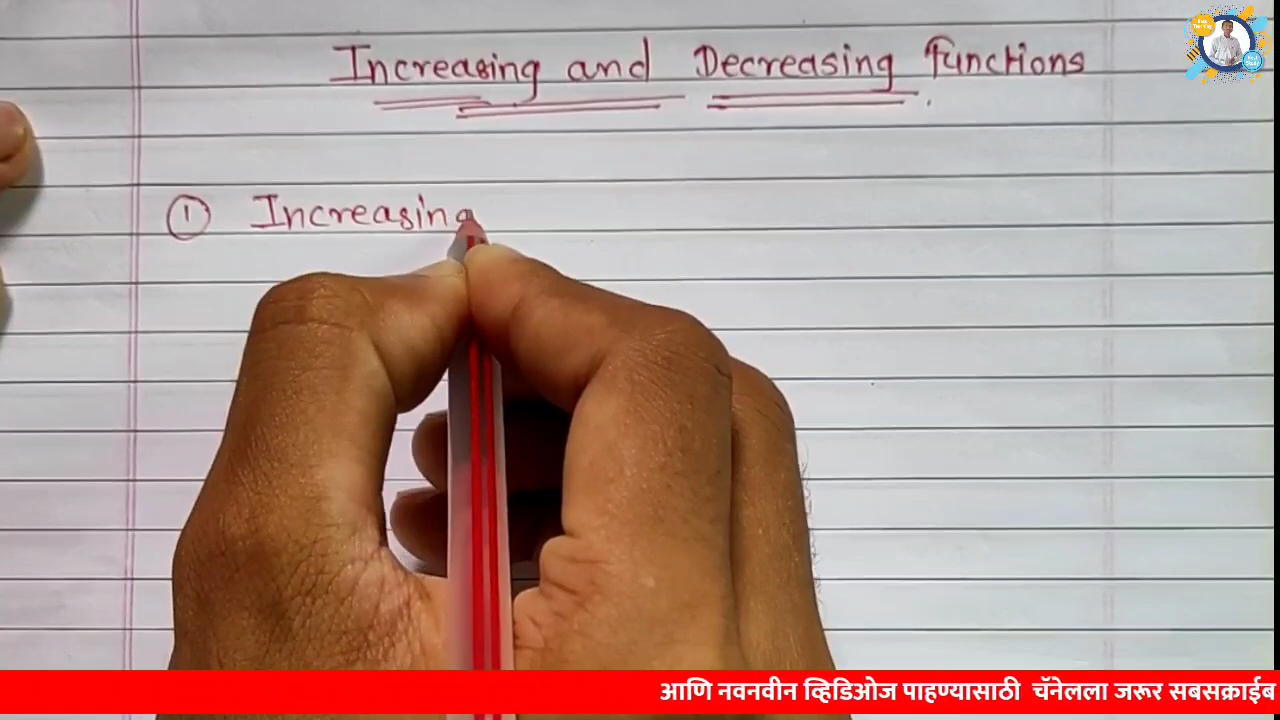 Increasing and Decreasing functions
① Increasing
आणि नवनवीन व्हिडिओज पाहण्यासाठी चॅनेलला जरूर सबसक्राईब